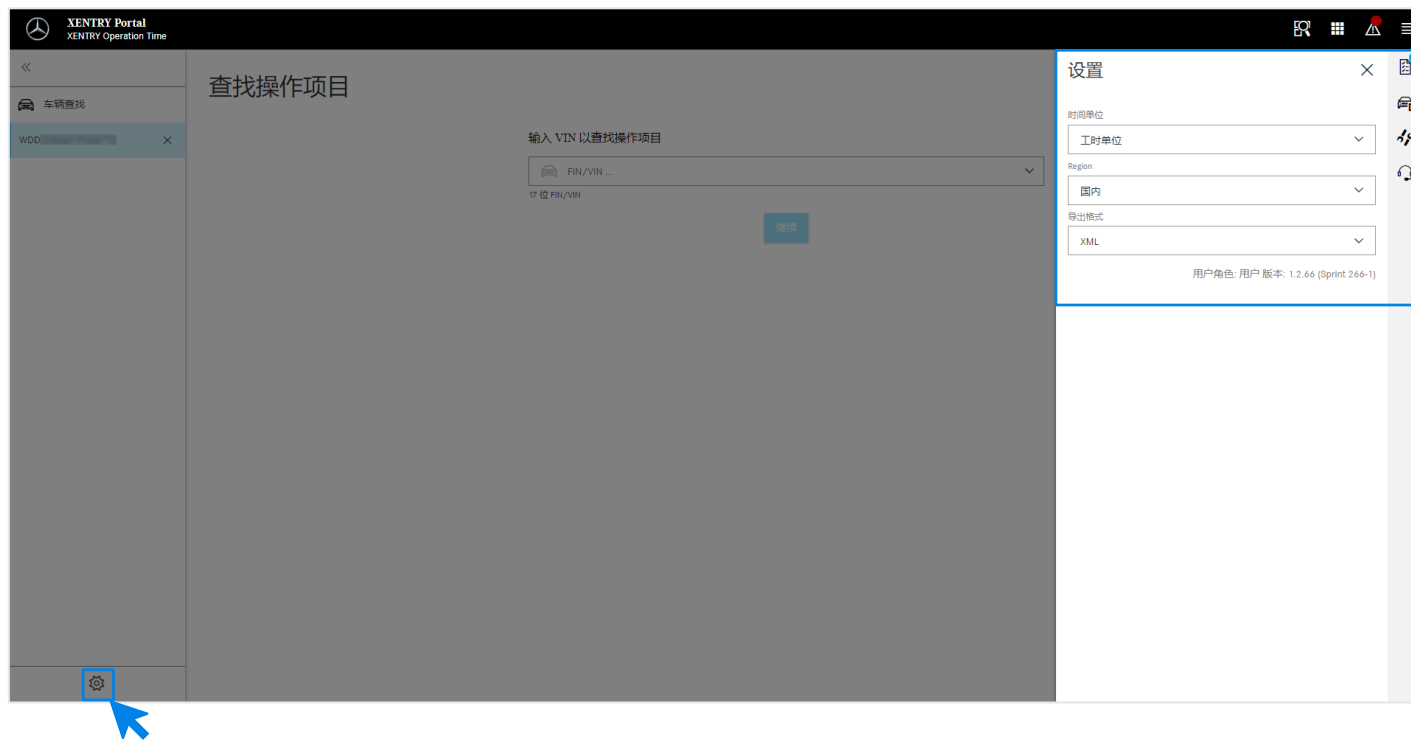 XENTRY Portal
XENTRY Operation Time
车辆查找
WDD
查找操作项目
输入 VIN 以查找操作项目
FIN/VIN ...
17 位 FIN/VIN
继续
设置
时间单位
工时单位
Region
国内
导出格式
XML
用户角色: 用户 版本: 1.2.66 (Sprint 266-1)